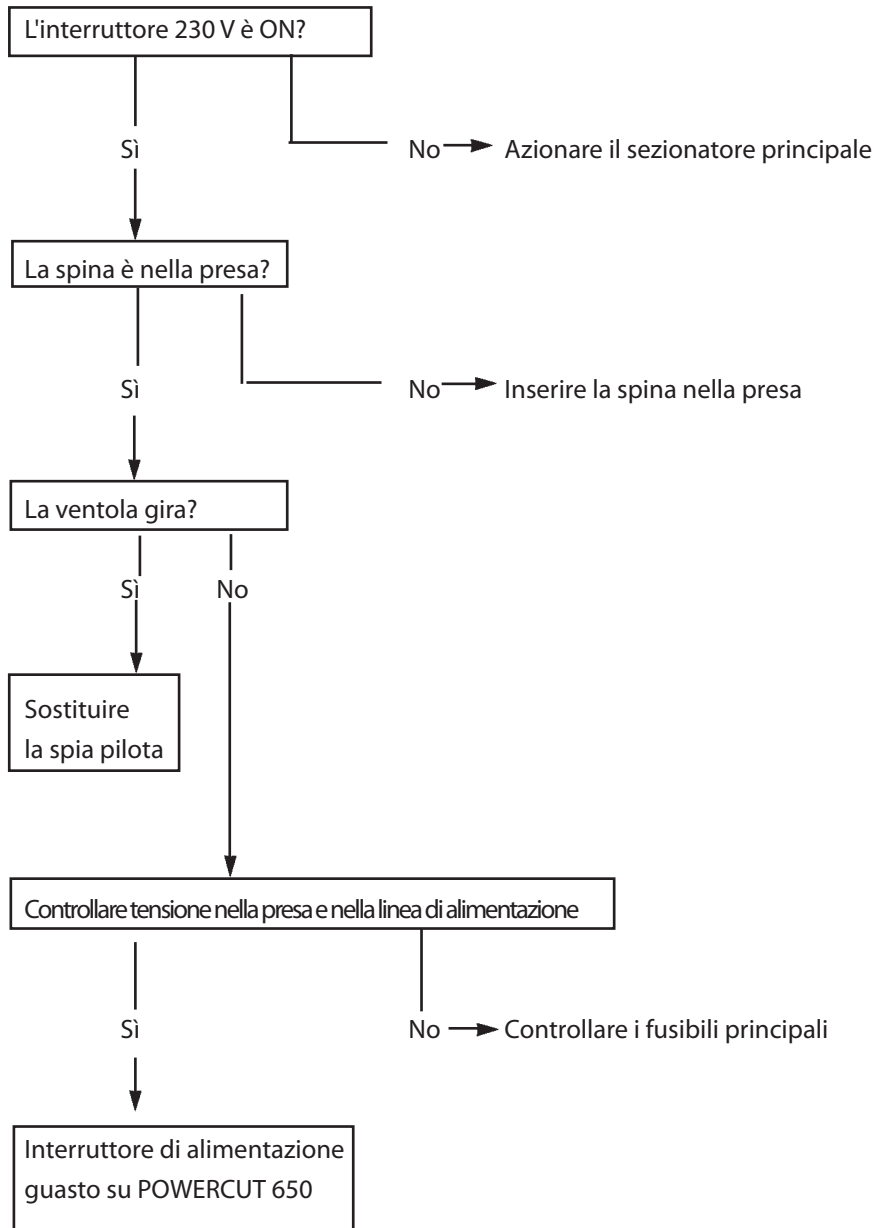 L'interruttore 230 V è ON?
Sì
No
Azionare il sezionatore principale
La spina è nella presa?
Sì
No
Inserire la spina nella presa
La ventola gira?
Sì
No
Sostituire
la spia pilota
Controllare tensione nella presa e nella linea di alimentazione
Sì
No
Controllare i fusibili principali
Interruttore di alimentazione
guasto su POWERCUT 650